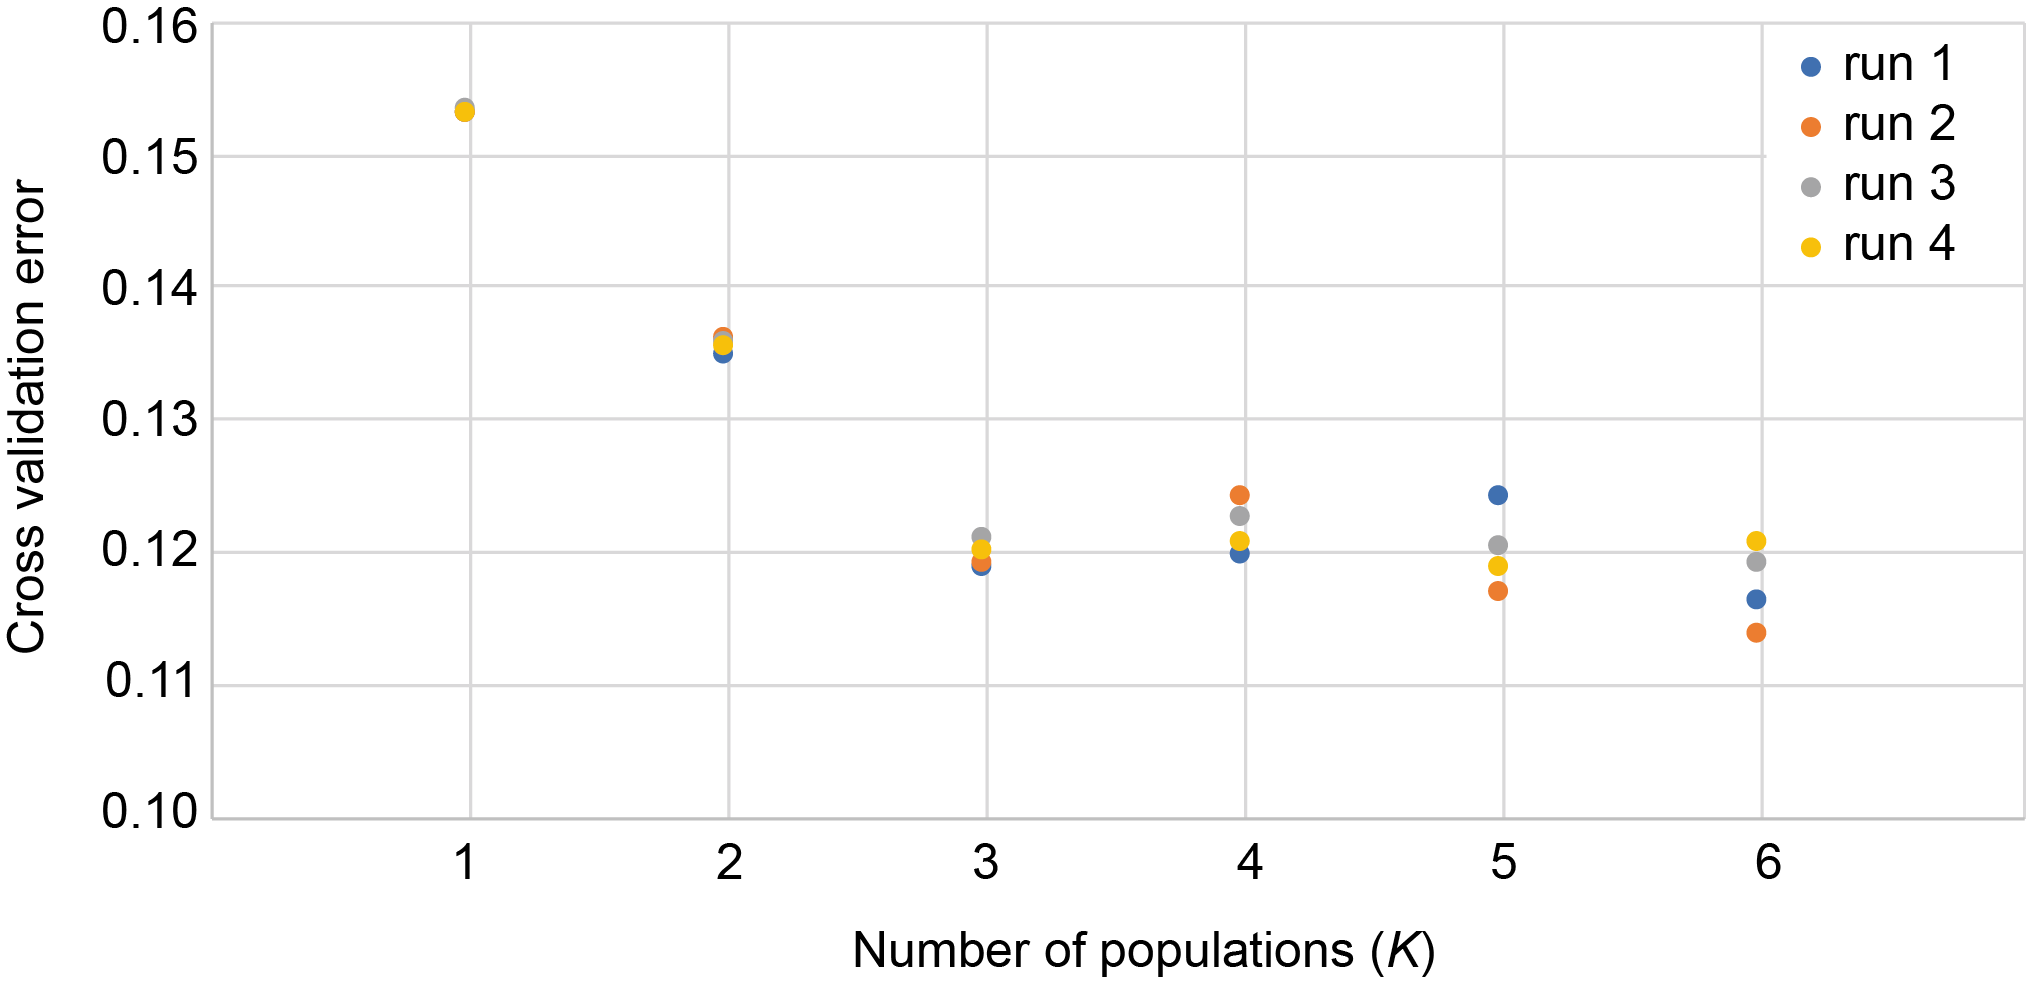 0.16
0.15
0.14
0.13
0.12
0.11
0.10
Cross validation error
run 1
run 2
run 3
run 4
1 2 3 4 5 6
Number of populations (K)